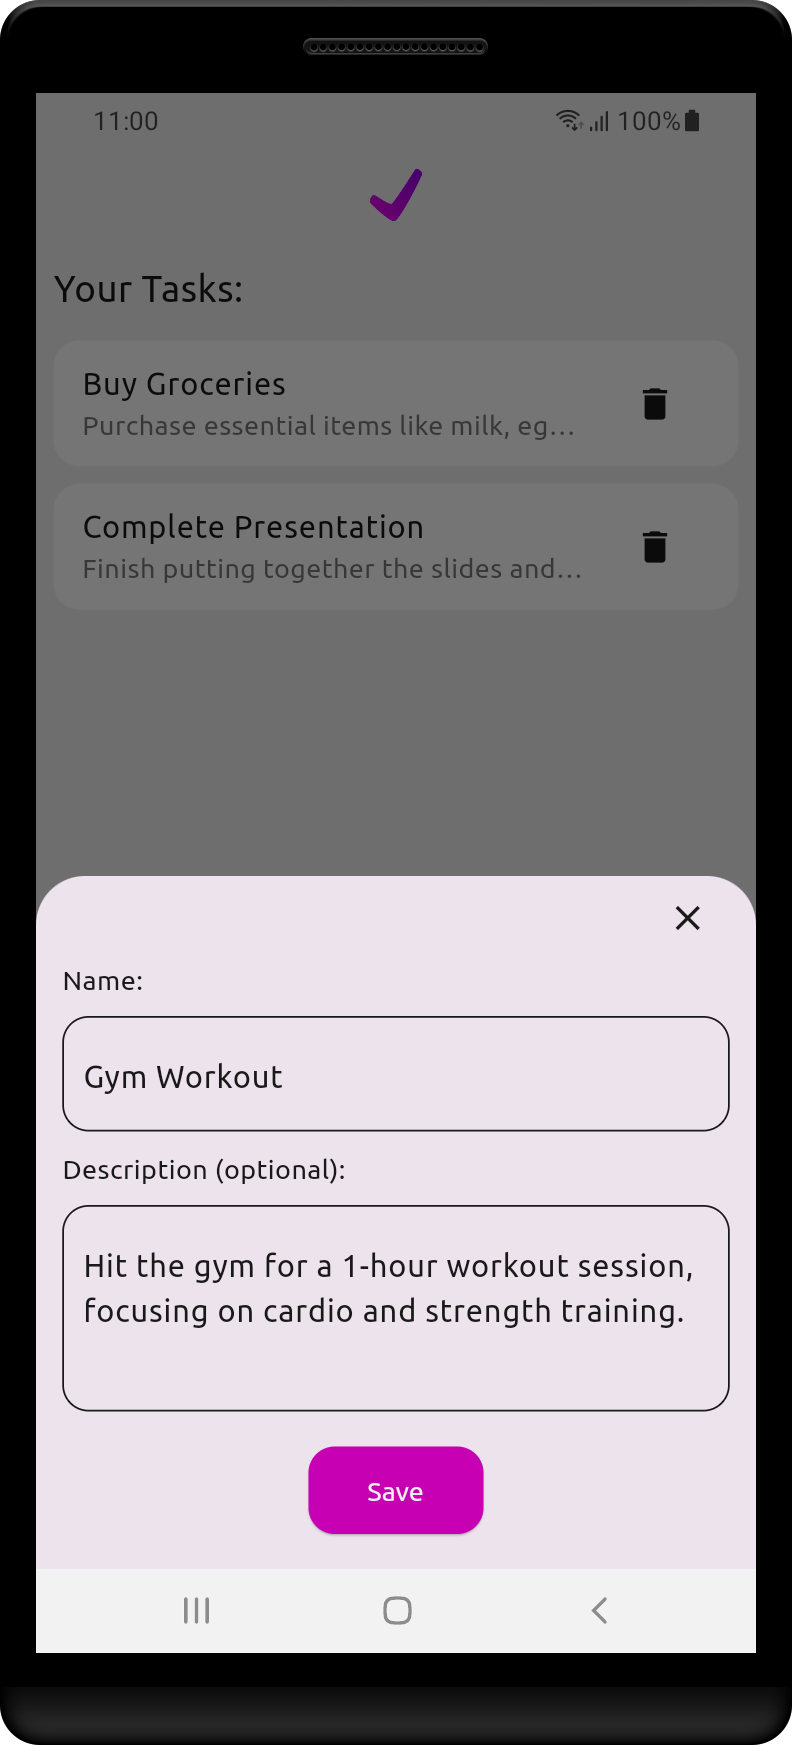 11:00 100%
Your Tasks:
Buy Groceries
Purchase essential items like milk, eg...
Complete Presentation
Finish putting together the slides and...
Name:
Gym Workout
Description (optional):
Hit the gym for a 1-hour workout session,
focusing on cardio and strength training.
Save